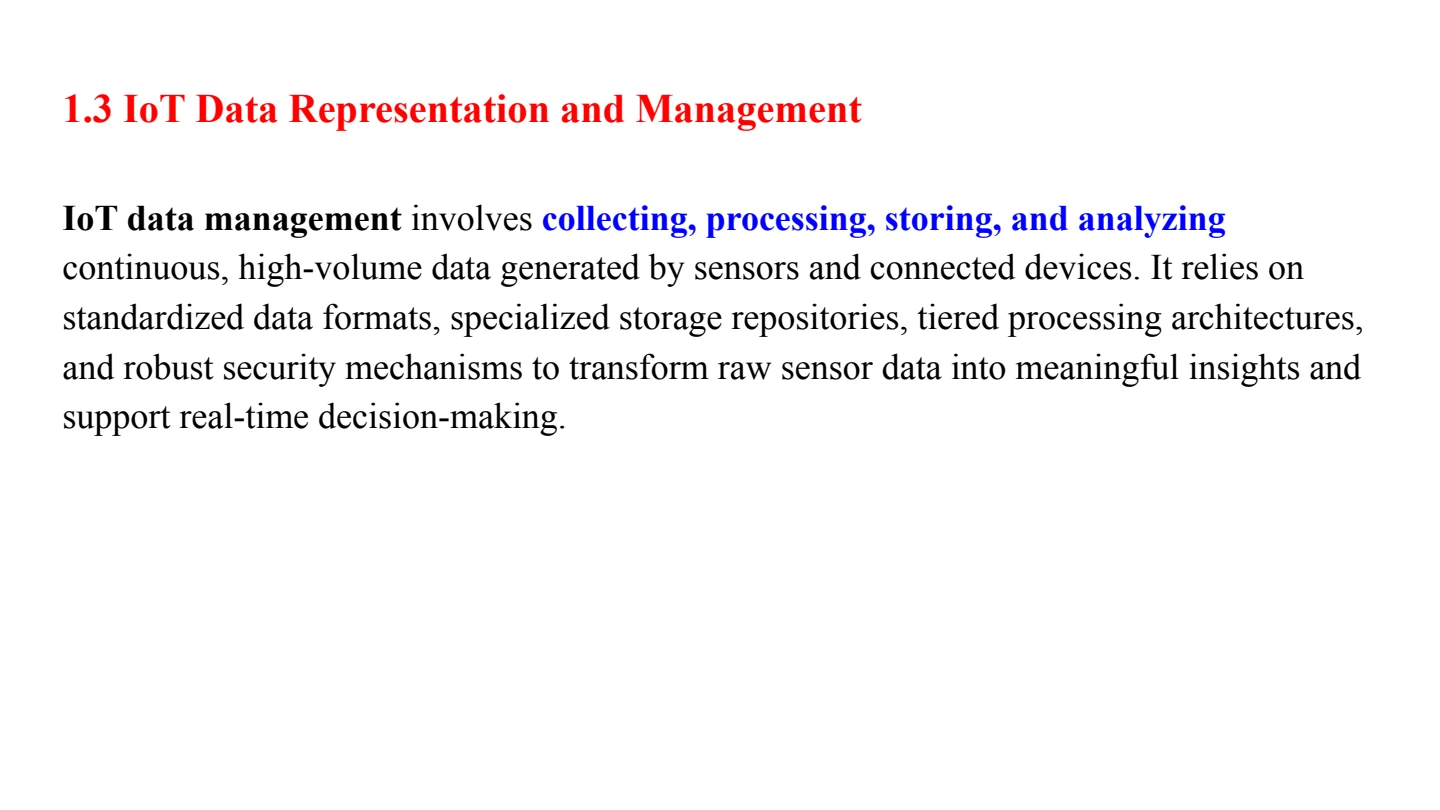 1.3 IoT Data Representation and Management
IoT data management involves collecting, processing, storing, and analyzing
continuous, high-volume data generated by sensors and connected devices. It relies on
standardized data formats, specialized storage repositories, tiered processing architectures,
and robust security mechanisms to transform raw sensor data into meaningful insights and
support real-time decision-making.